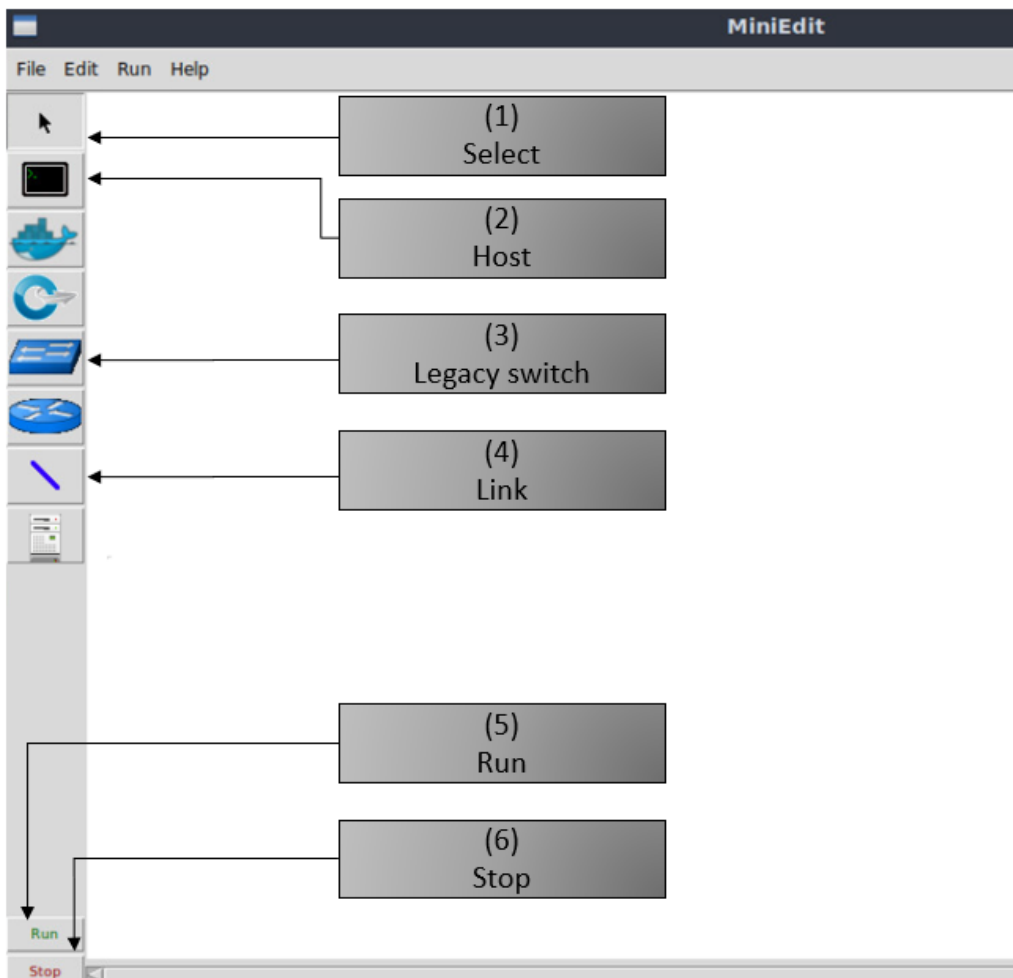 MiniEdit
File Edit Run Help
(1)
Select
(2)
Host
(3)
Legacy switch
(4)
Link
(5)
Run
(6)
Stop
Run
Stop